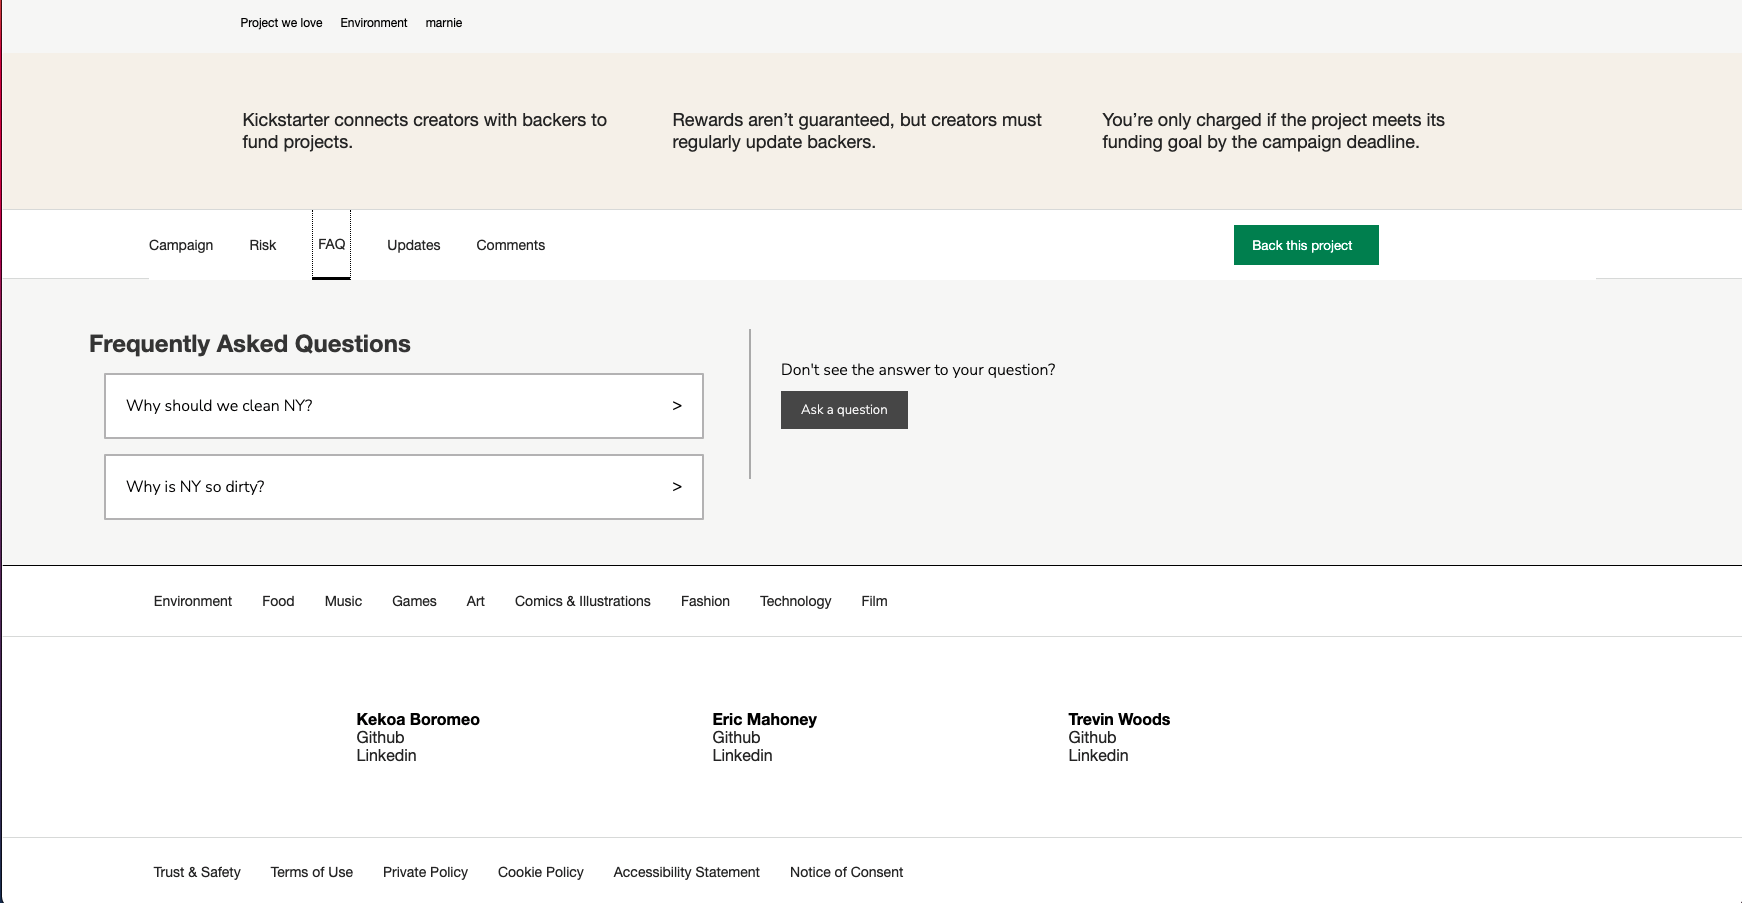 Project we love Environment marnie
Kickstarter connects creators with backers to
fund projects.
Rewards aren’t guaranteed, but creators must
regularly update backers.
You’re only charged if the project meets its
funding goal by the campaign deadline.
Campaign Risk FAQ Updates Comments Back this project
Frequently Asked Questions
Why should we clean NY? >
Why is NY so dirty? >
Don't see the answer to your question?
Ask a question
Environment Food Music Games Art Comics & Illustrations Fashion Technology Film
Kekoa Boromeo
Github
Linkedin
Eric Mahoney
Github
Linkedin
Trevin Woods
Github
Linkedin
Trust & Safety Terms of Use Private Policy Cookie Policy Accessibility Statement Notice of Consent